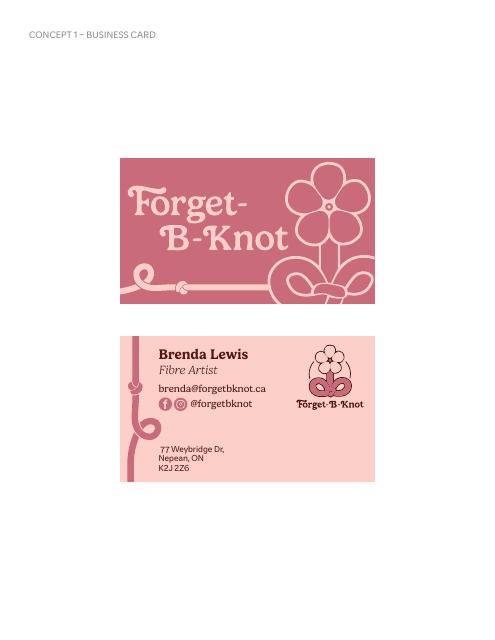 CONCEPT 1 – BUSINESS CARD
Forget-
B-Knot
Brenda Lewis
Fibre Artist
brenda@forgetbknot.ca
@forgetbknot
Forget-B-Knot
77 Weybridge Dr,
Nepean, ON
K2J 2Z6